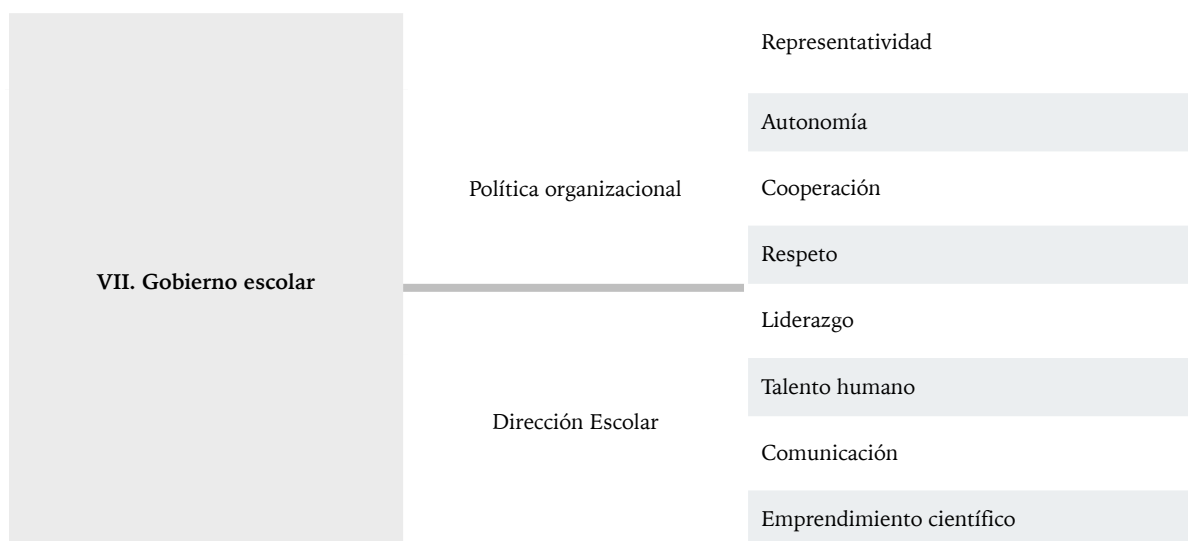 VII. Gobierno escolar
Política organizacional
Representatividad
Autonomía
Cooperación
Respeto
Dirección Escolar
Liderazgo
Talento humano
Comunicación
Emprendimiento científico